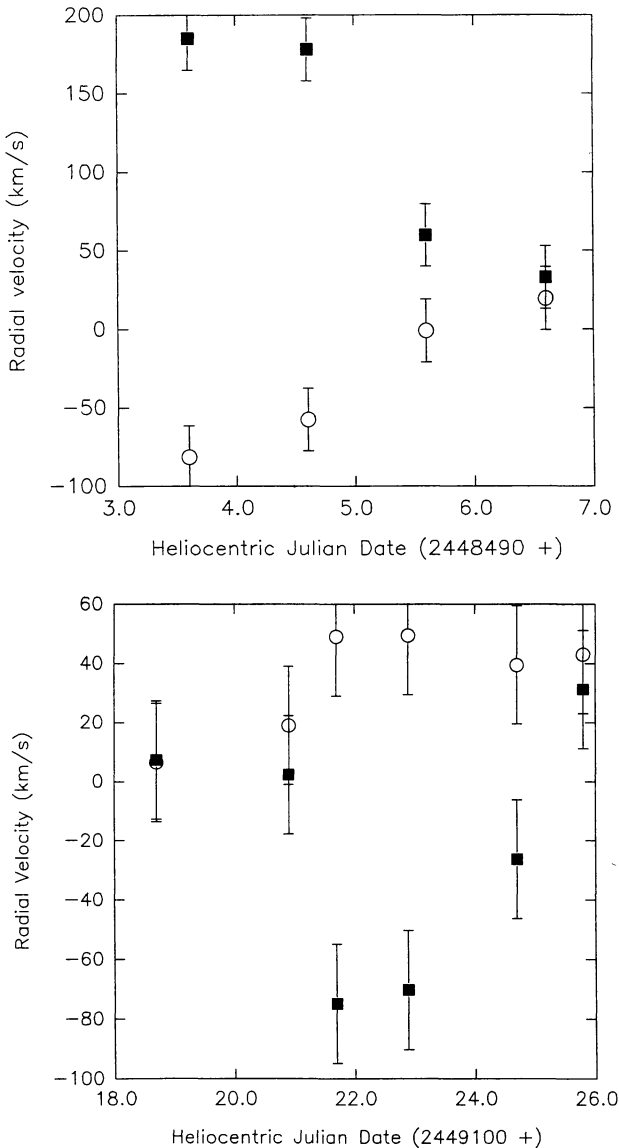 200
150
100
50
0
−50
−100
Radial velocity (km/s)
3.0 4.0 5.0 6.0 7.0
Heliocentric Julian Date (2448490 +)
60
40
20
0
−20
−40
−60
−80
−100
Radial Velocity (km/s)
18.0 20.0 22.0 24.0 26.0
Heliocentric Julian Date (2449100 +)